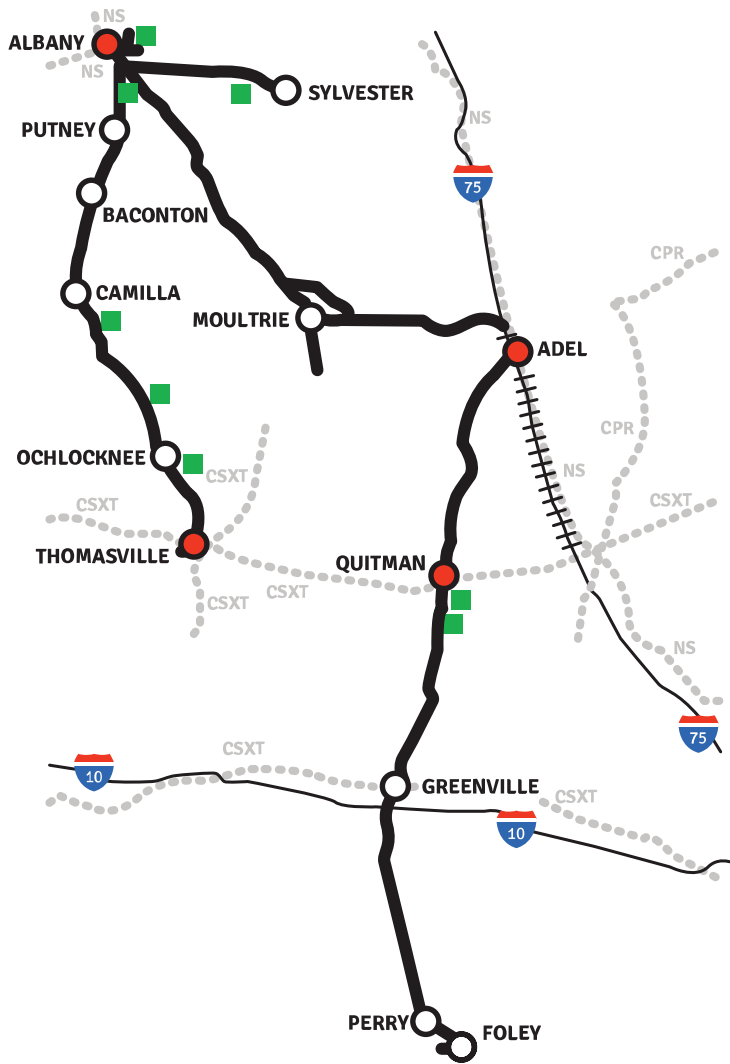 NS
ALBANY
NS
SYLVESTER
NS
PUTNEY
75
BACONTON
CPR
CAMILLA
MOULTRIE
ADEL
CPR
OCHLOCKNEE
CSXT
NS
CSXT
CSXT
THOMASVILLE
QUITMAN
CSXT
CSXT
NS
75
CSXT
10
GREENVILLE
CSXT
10
PERRY
FOLEY